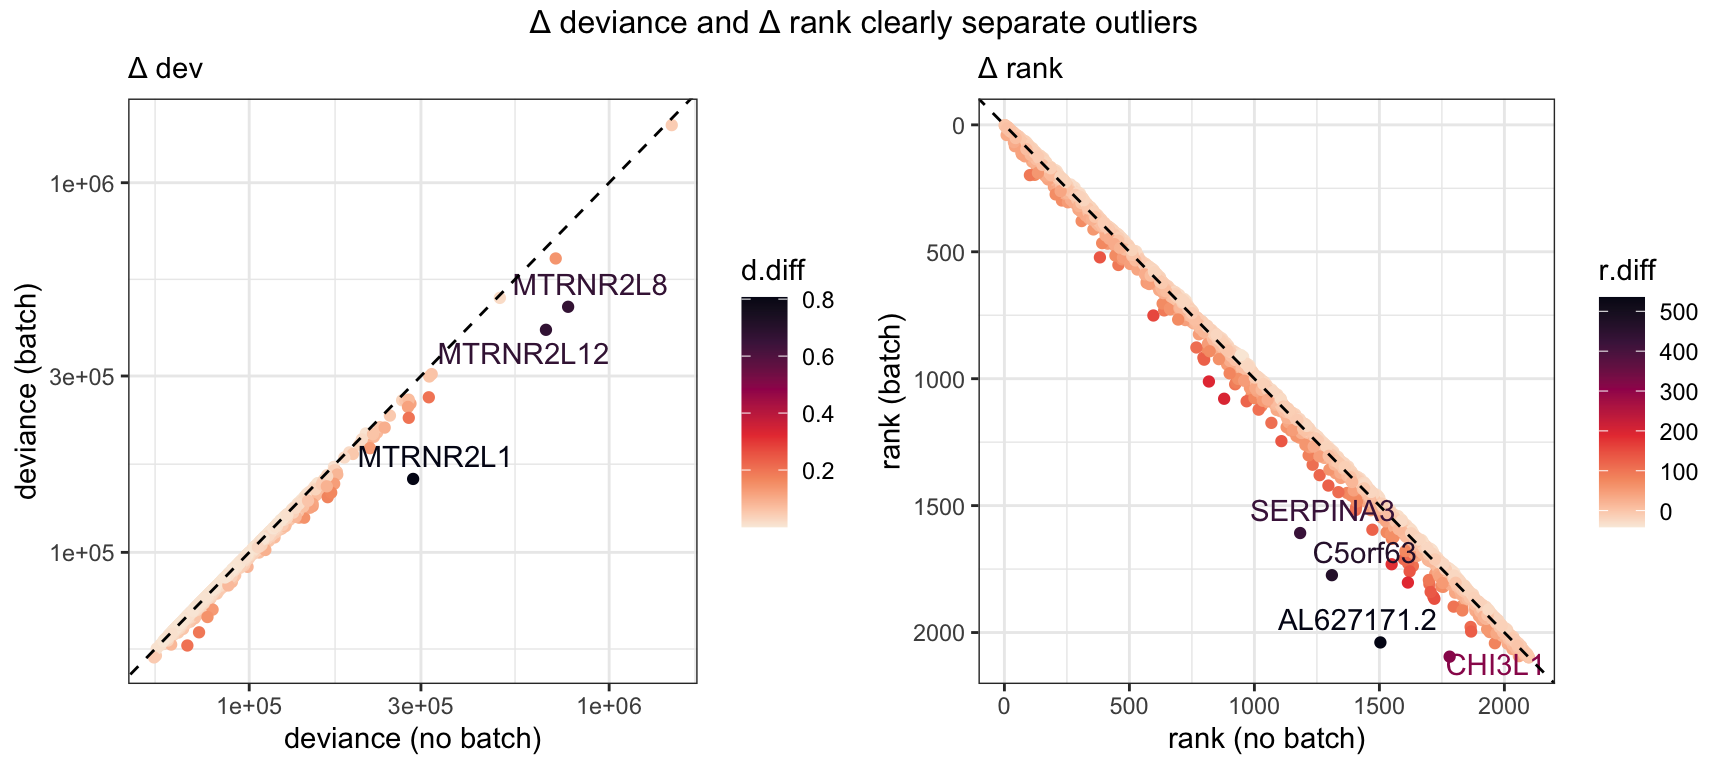 Δ deviance and Δ rank clearly separate outliers
Δ dev
deviance (batch)
1e+06
3e+05
1e+05
MTRNR2L8
MTRNR2L12
MTRNR2L1
1e+05 3e+05 1e+06
deviance (no batch)
d.diff
0.8
0.6
0.4
0.2
Δ rank
rank (batch)
0
500
1000
1500
2000
SERPINA3
C5orf63
AL627171.2
CHI3L1
0 500 1000 1500 2000
rank (no batch)
r.diff
500
400
300
200
100
0